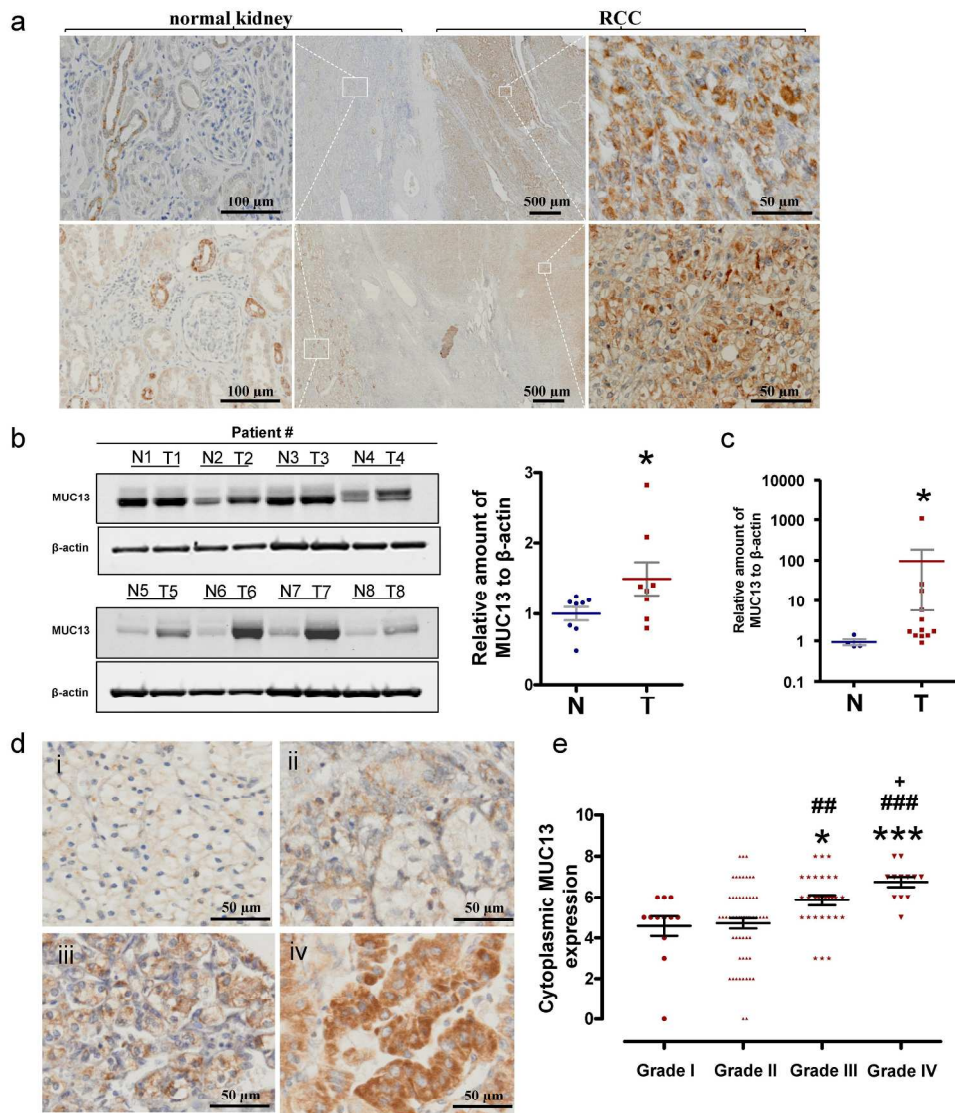 a
normal kidney RCC
100 μm 500 μm 50 μm
100 μm 500 μm 50 μm
b
Patient #
N1 T1 N2 T2 N3 T3 N4 T4
MUC13
β-actin
N5 T5 N6 T6 N7 T7 N8 T8
MUC13
β-actin
Relative amount of
MUC13 to β-actin
3
2
1
0
*
N T
c
Relative amount of
MUC13 to β-actin
10000
1000
100
10
1
0.1
*
N T
d
i
50 μm
ii
50 μm
iii
50 μm
iv
50 μm
e
Cytoplasmic MUC13
expression
10
8
6
4
2
0
##
*
+
###
***
Grade I Grade II Grade III Grade IV